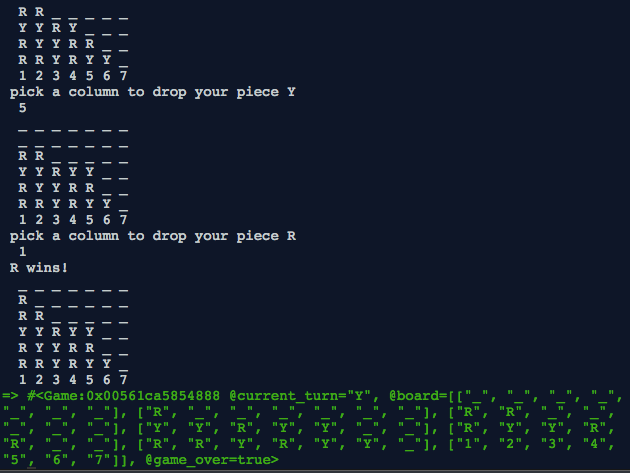 R R _ _ _ _ _
Y Y R Y _ _ _
R Y Y R R _ _
R R Y R Y Y _
1 2 3 4 5 6 7
pick a column to drop your piece Y
5
_ _ _ _ _ _ _
_ _ _ _ _ _ _
R R _ _ _ _ _
Y Y R Y Y _ _
R Y Y R R _ _
R R Y R Y Y _
1 2 3 4 5 6 7
pick a column to drop your piece R
1
R wins!
_ _ _ _ _ _ _
R _ _ _ _ _ _
R R _ _ _ _ _
Y Y R Y Y _ _
R Y Y R R _ _
R R Y R Y Y _
1 2 3 4 5 6 7
=> #<Game:0x00561ca5854888 @current_turn="Y", @board=[["_", "_", "_", "_",
"_", "_", "_"], ["R", "_", "_", "_", "_", "_", "_"], ["R", "R", "_", "_",
"_", "_", "_"], ["Y", "Y", "R", "Y", "Y", "_", "_"], ["R", "Y", "Y", "R",
"R", "_", "_"], ["R", "R", "Y", "R", "Y", "Y", "_"], ["1", "2", "3", "4",
"5", "6", "7"]], @game_over=true>